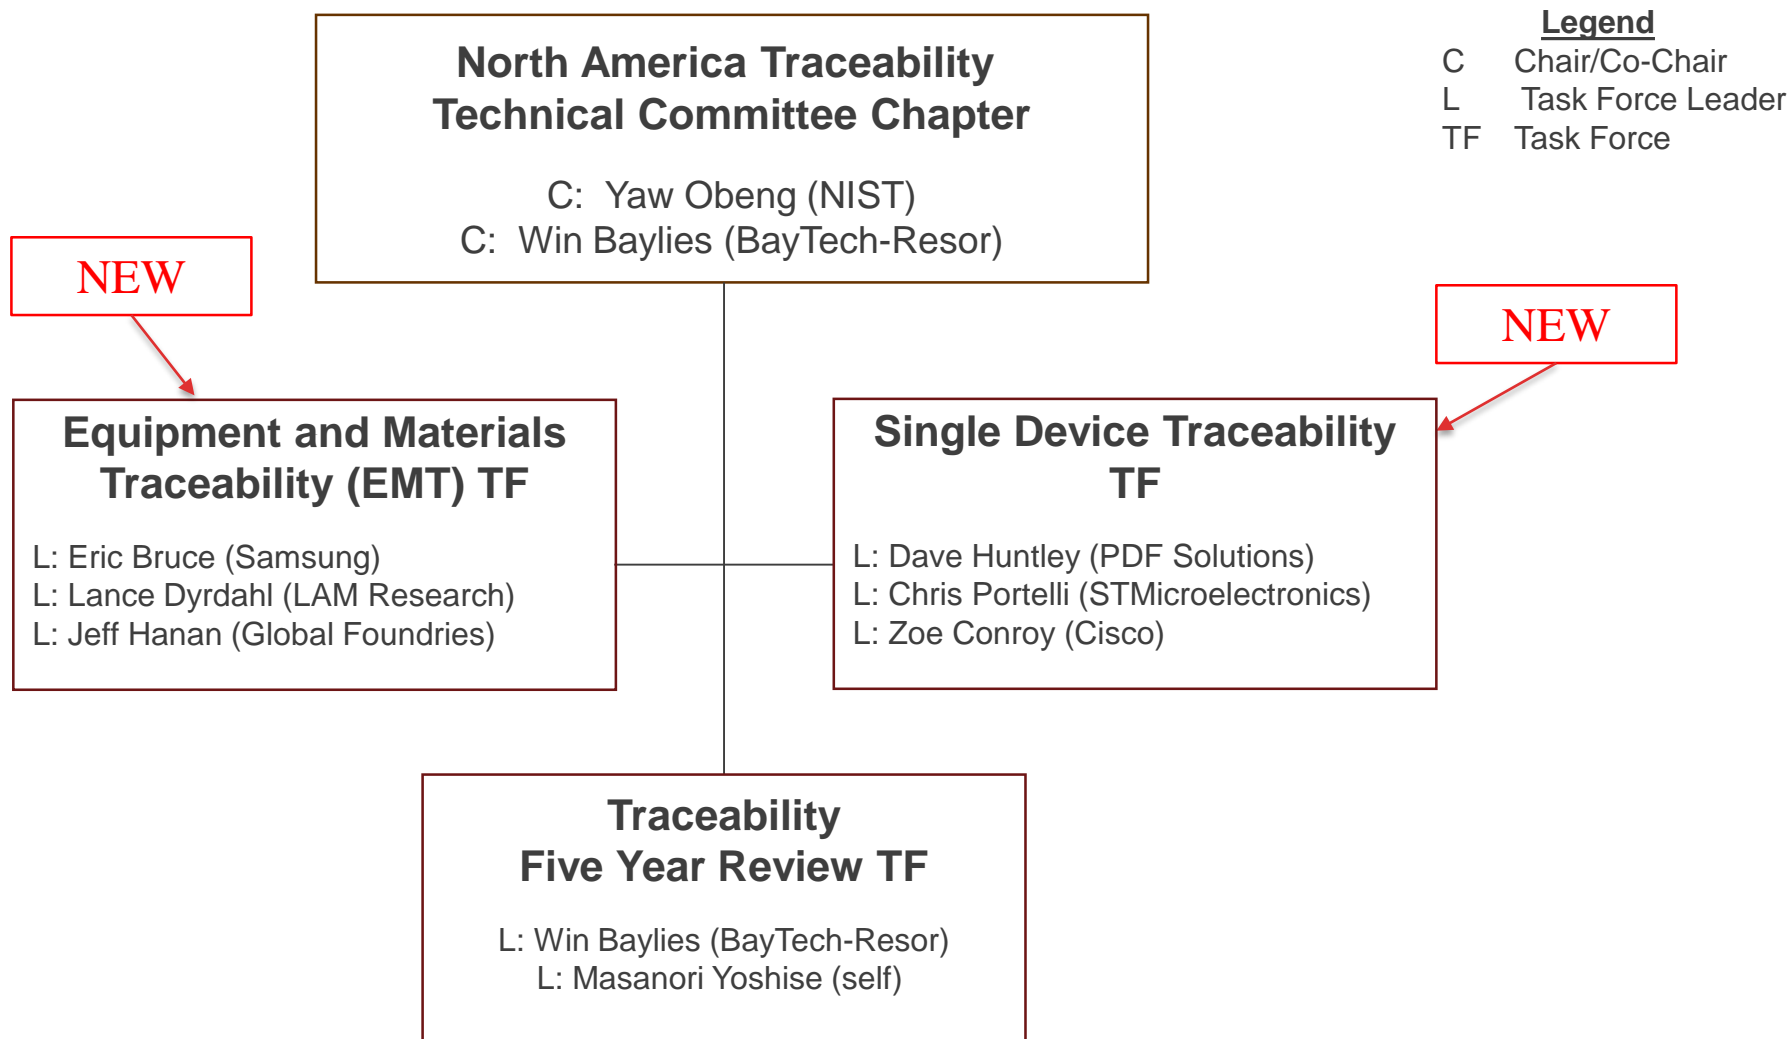 North America Traceability
Technical Committee Chapter
C: Yaw Obeng (NIST)
C: Win Baylies (BayTech-Resor)
Legend
C Chair/Co-Chair
L Task Force Leader
TF Task Force
NEW
NEW
Equipment and Materials
Traceability (EMT) TF
L: Eric Bruce (Samsung)
L: Lance Dyrdahl (LAM Research)
L: Jeff Hanan (Global Foundries)
Single Device Traceability
TF
L: Dave Huntley (PDF Solutions)
L: Chris Portelli (STMicroelectronics)
L: Zoe Conroy (Cisco)
Traceability
Five Year Review TF
L: Win Baylies (BayTech-Resor)
L: Masanori Yoshise (self)